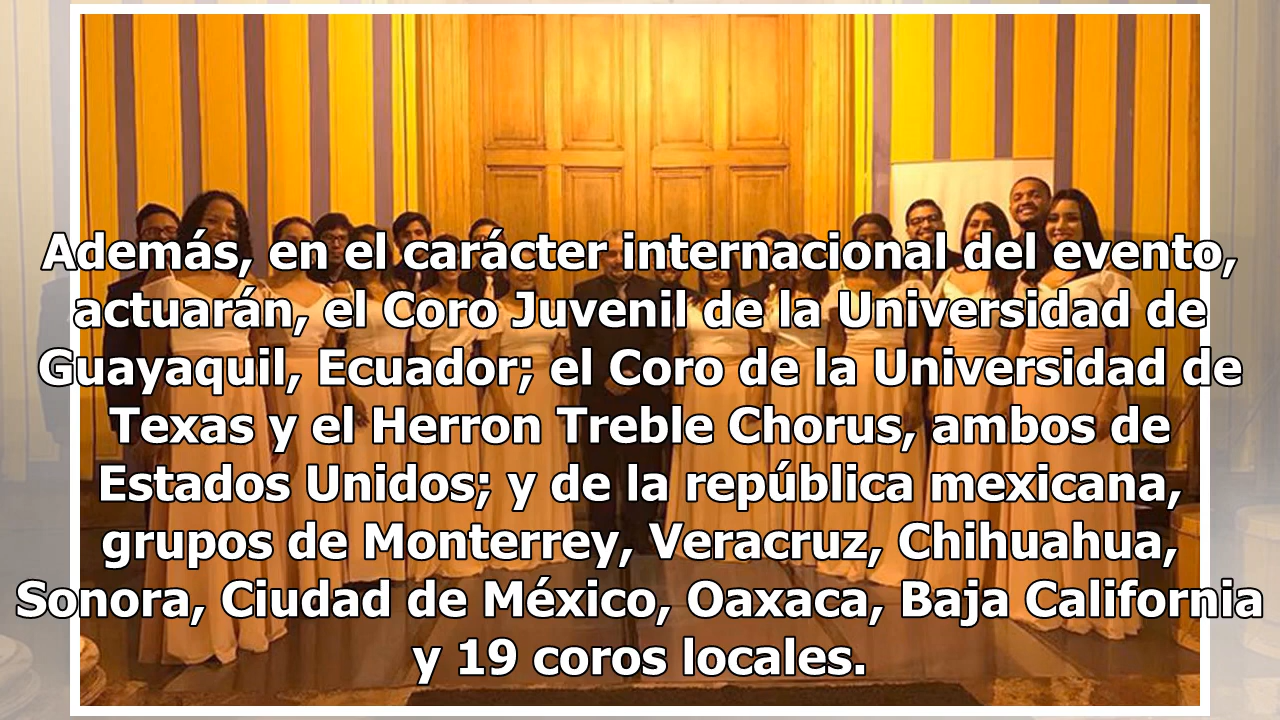 Además, en el carácter internacional del evento,
actuarán, el Coro Juvenil de la Universidad de
Guayaquil, Ecuador; el Coro de la Universidad de
Texas y el Herron Treble Chorus, ambos de
Estados Unidos; y de la república mexicana,
grupos de Monterrey, Veracruz, Chihuahua,
Sonora, Ciudad de México, Oaxaca, Baja California
y 19 coros locales.